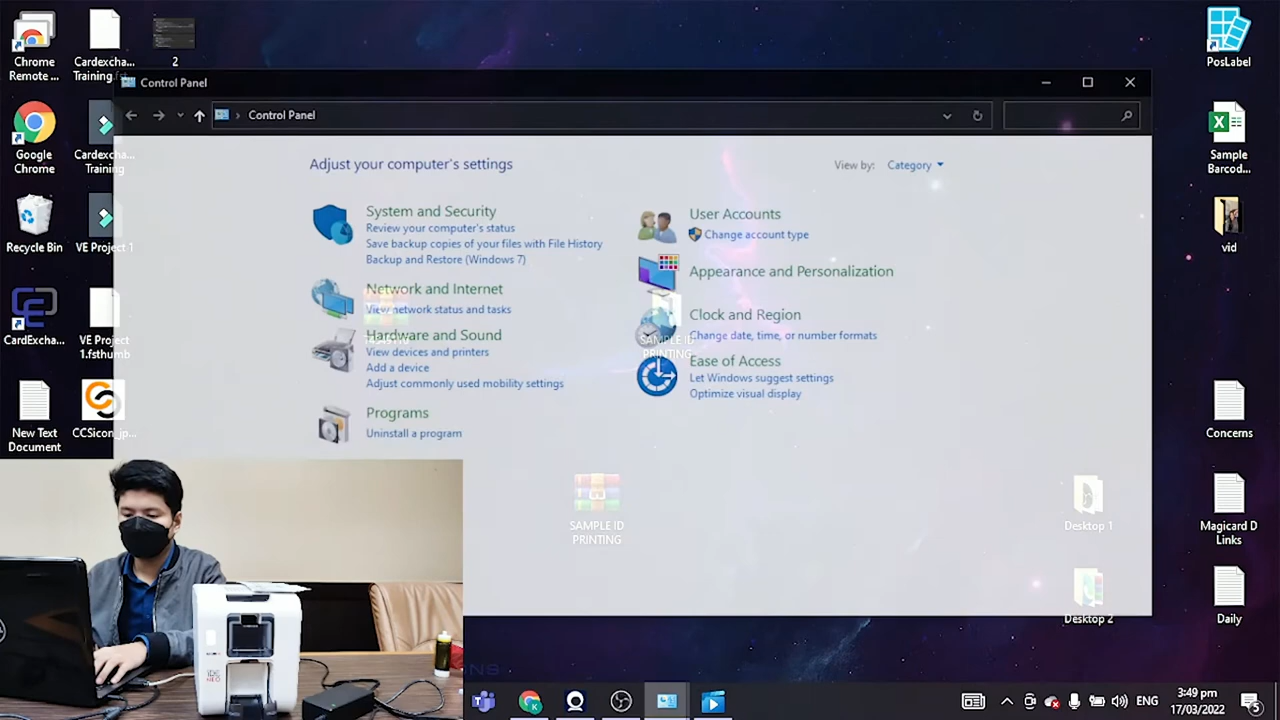 Chrome
Remote ...
Cardexcha...
Training.fst...
2
PosLabel
Control Panel
Control Panel
Google
Chrome
Cardexcha...
Training
Sample
Barcod...
Adjust your computer's settings
View by:
Category
System and Security
Review your computer's status
Save backup copies of your files with File History
Backup and Restore (Windows 7)
User Accounts
Change account type
Recycle Bin
VE Project 1
vid
Network and Internet
View network status and tasks
Appearance and Personalization
Hardware and Sound
View devices and printers
Add a device
Adjust commonly used mobility settings
Clock and Region
Change date, time, or number formats
SAMPLE ID
PRINTING
Ease of Access
Let Windows suggest settings
Optimize visual display
CardExcha...
VE Project
1.fsthumb
Programs
Uninstall a program
New Text
Document
CCSicon_jp...
Concerns
SAMPLE ID
PRINTING
Desktop 1
Magicard D
Links
Desktop 2
Daily
ENG
3:49 pm
17/03/2022
5